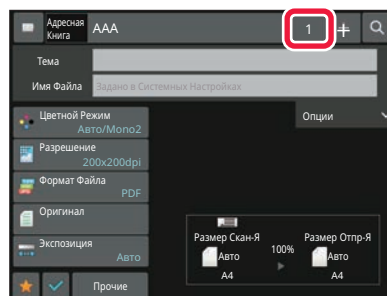 Адресная
Книга
AAA
1
Тема
Имя Файла
Задано в Системных Настройках
Цветной Режим
Авто/Mono2
Опции
Разрешение
200x200dpi
Формат Файла
PDF
Оригинал
Экспозиция
Авто
Размер Скан-Я
100%
Размер Отпр-Я
Авто
Авто
A4
A4
Прочие